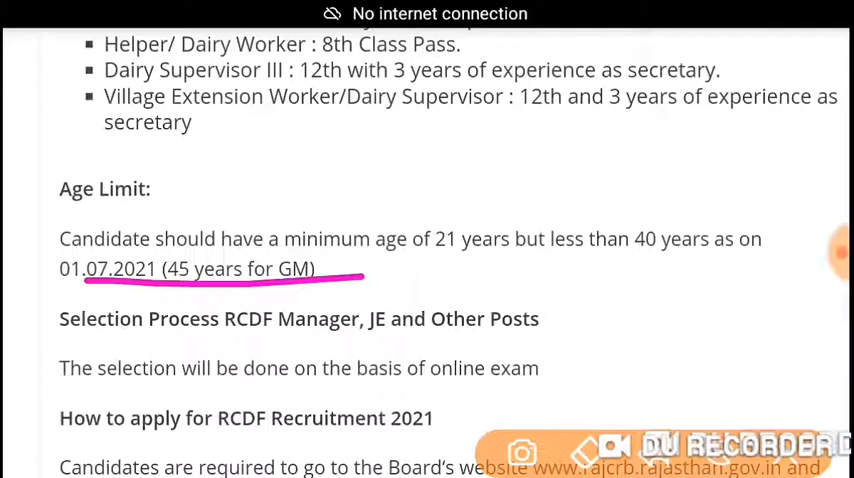 No internet connection
Helper/ Dairy Worker : 8th Class Pass.
Dairy Supervisor III : 12th with 3 years of experience as secretary.
Village Extension Worker/Dairy Supervisor : 12th and 3 years of experience as
secretary
Age Limit:
Candidate should have a minimum age of 21 years but less than 40 years as on
01.07.2021 (45 years for GM)
Selection Process RCDF Manager, JE and Other Posts
The selection will be done on the basis of online exam
How to apply for RCDF Recruitment 2021
DU RECORDER
Candidates are required to go to the Board's website www.rajcrb.rajasthan.gov.in and